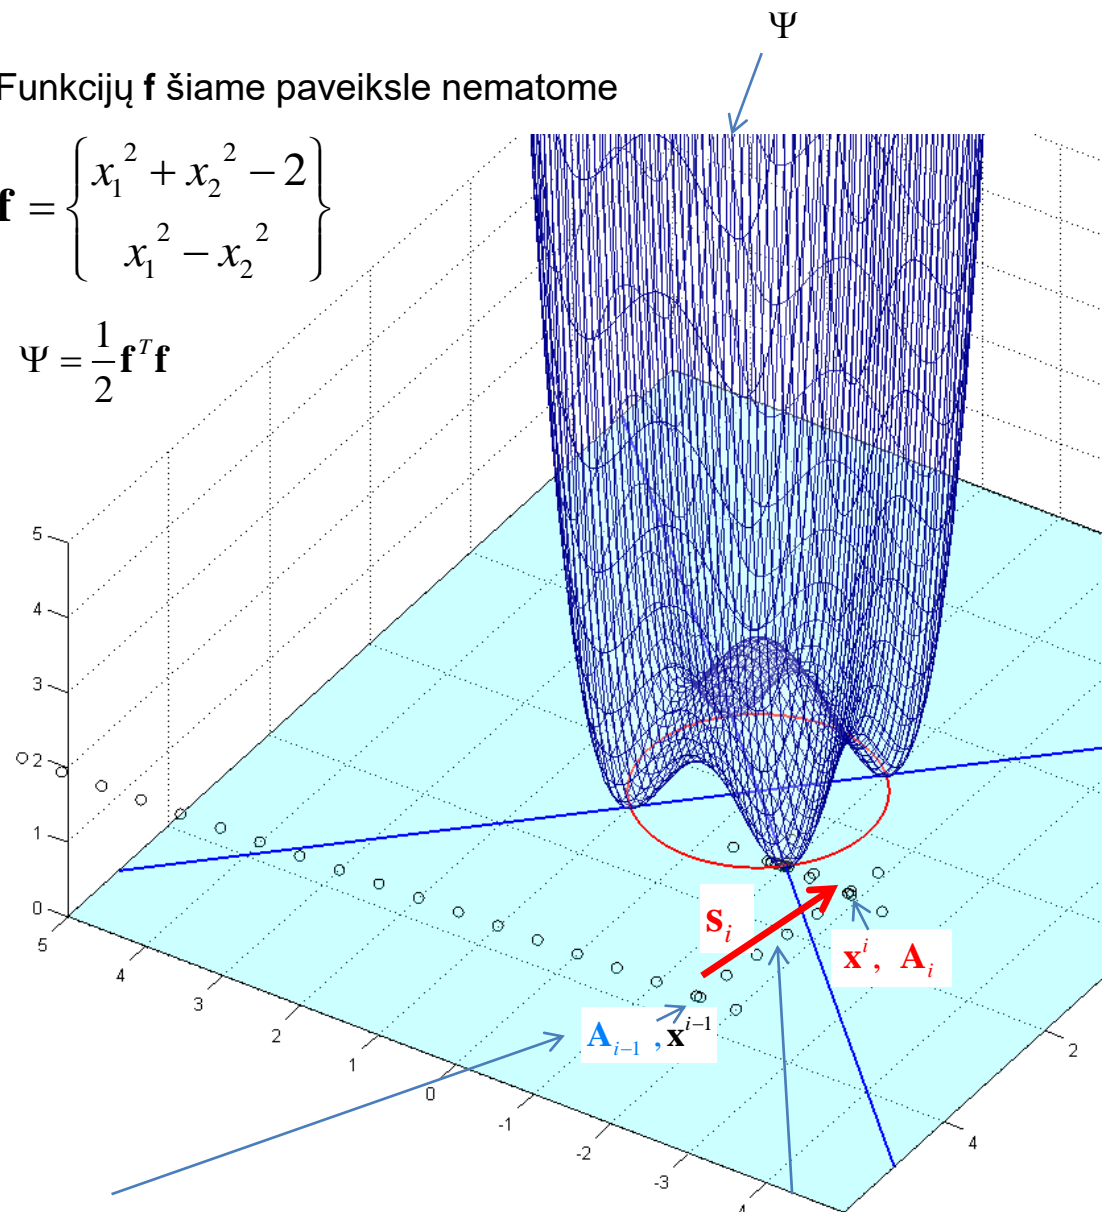 Ψ
Funkcijų f šiame paveiksle nematome
f = { x₁² + x₂² − 2
x₁² − x₂² }
Ψ = 1/2 fᵀf
5
4
3
2
1
0
5
4
3
2
1
0
-1
-2
-3
4
2
sᵢ
xⁱ, Aᵢ
Aᵢ₋₁ , xⁱ⁻¹